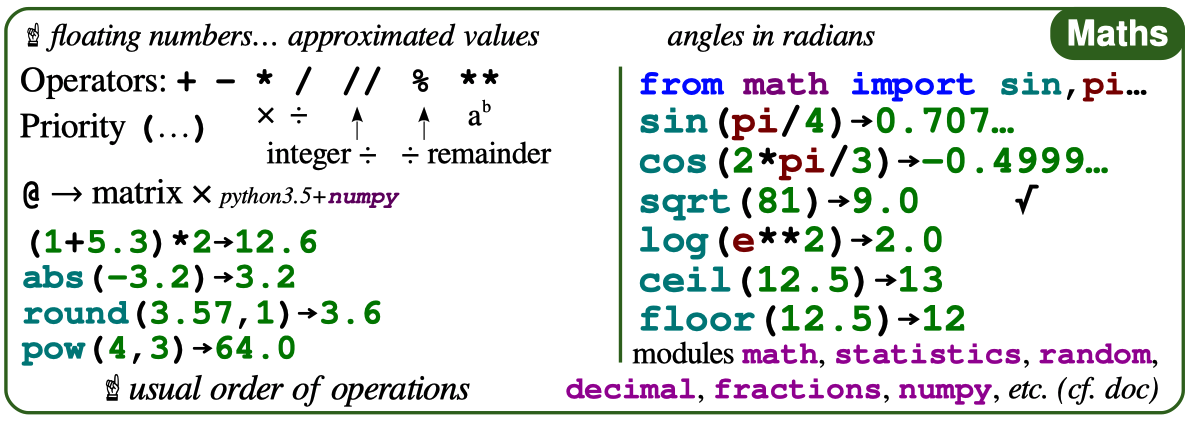 Maths
☝ floating numbers… approximated values
Operators: + - * / // % **
× ÷ aᵇ
Priority (…)
integer ÷ ÷ remainder
@ → matrix × python3.5+numpy
(1+5.3)*2→12.6
abs(-3.2)→3.2
round(3.57,1)→3.6
pow(4,3)→64.0
☝ usual order of operations
angles in radians
from math import sin,pi…
sin(pi/4)→0.707…
cos(2*pi/3)→-0.4999…
sqrt(81)→9.0 √
log(e**2)→2.0
ceil(12.5)→13
floor(12.5)→12
modules math, statistics, random,
decimal, fractions, numpy, etc. (cf. doc)